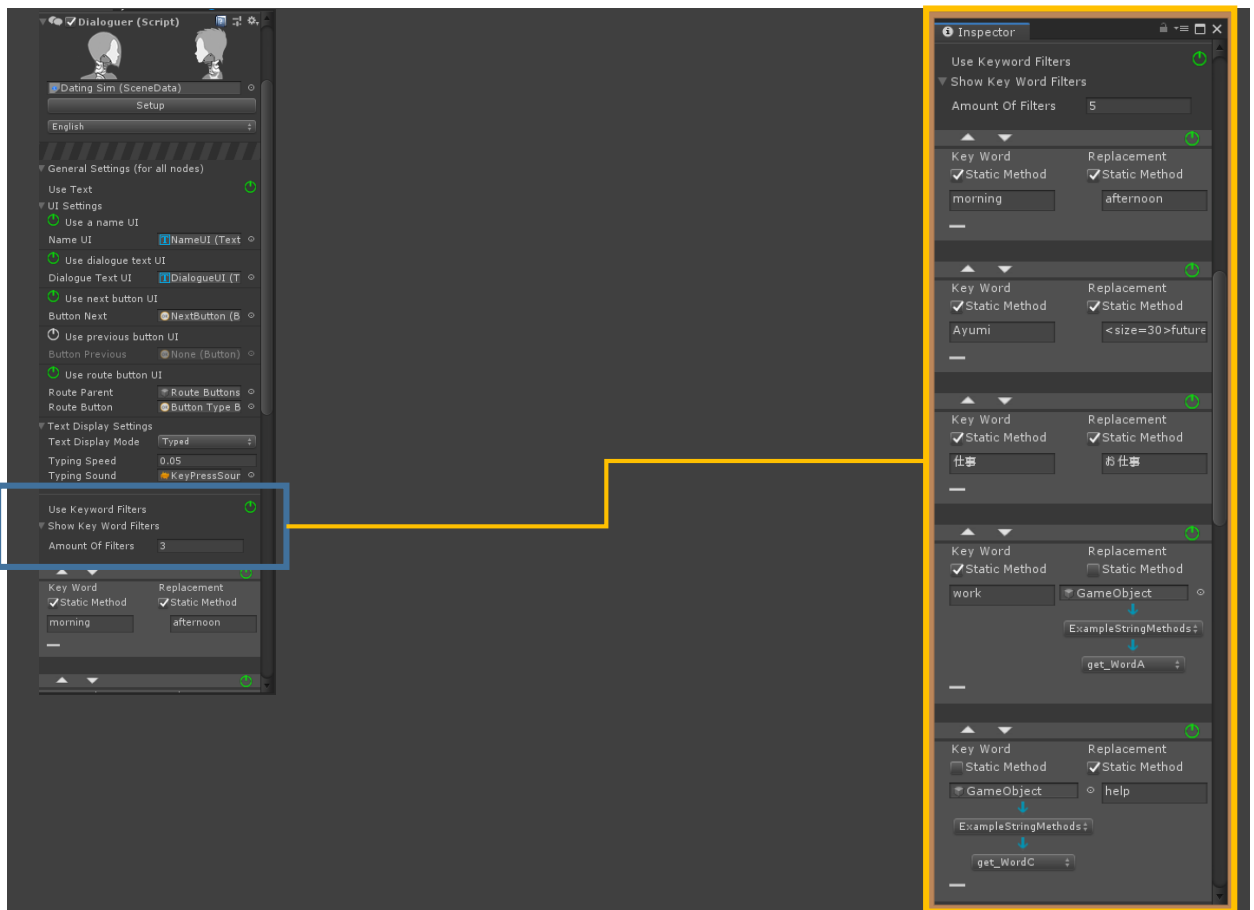 Dialoguer (Script)
Dating Sim (SceneData)
Setup
English
General Settings (for all nodes)
Use Text
UI Settings
Use a name UI
Name UI NameUI (Text
Use dialogue text UI
Dialogue Text UI DialogueUI (T
Use next button UI
Button Next NextButton (B
Use previous button UI
Button Previous None (Button)
Use route button UI
Route Parent Route Buttons
Route Button Button Type B
Text Display Settings
Text Display Mode Typed
Typing Speed 0.05
Typing Sound KeyPressSour
Use Keyword Filters
Show Key Word Filters
Amount Of Filters 3
Key Word Replacement
Static Method Static Method
morning afternoon
Inspector
Use Keyword Filters
Show Key Word Filters
Amount Of Filters 5
Key Word Replacement
Static Method Static Method
morning afternoon
Key Word Replacement
Static Method Static Method
Ayumi <size=30>future
Key Word Replacement
Static Method Static Method
仕事 お仕事
Key Word Replacement
Static Method Static Method
work GameObject
ExampleStringMethods
get_WordA
Key Word Replacement
Static Method Static Method
GameObject help
ExampleStringMethods
get_WordC